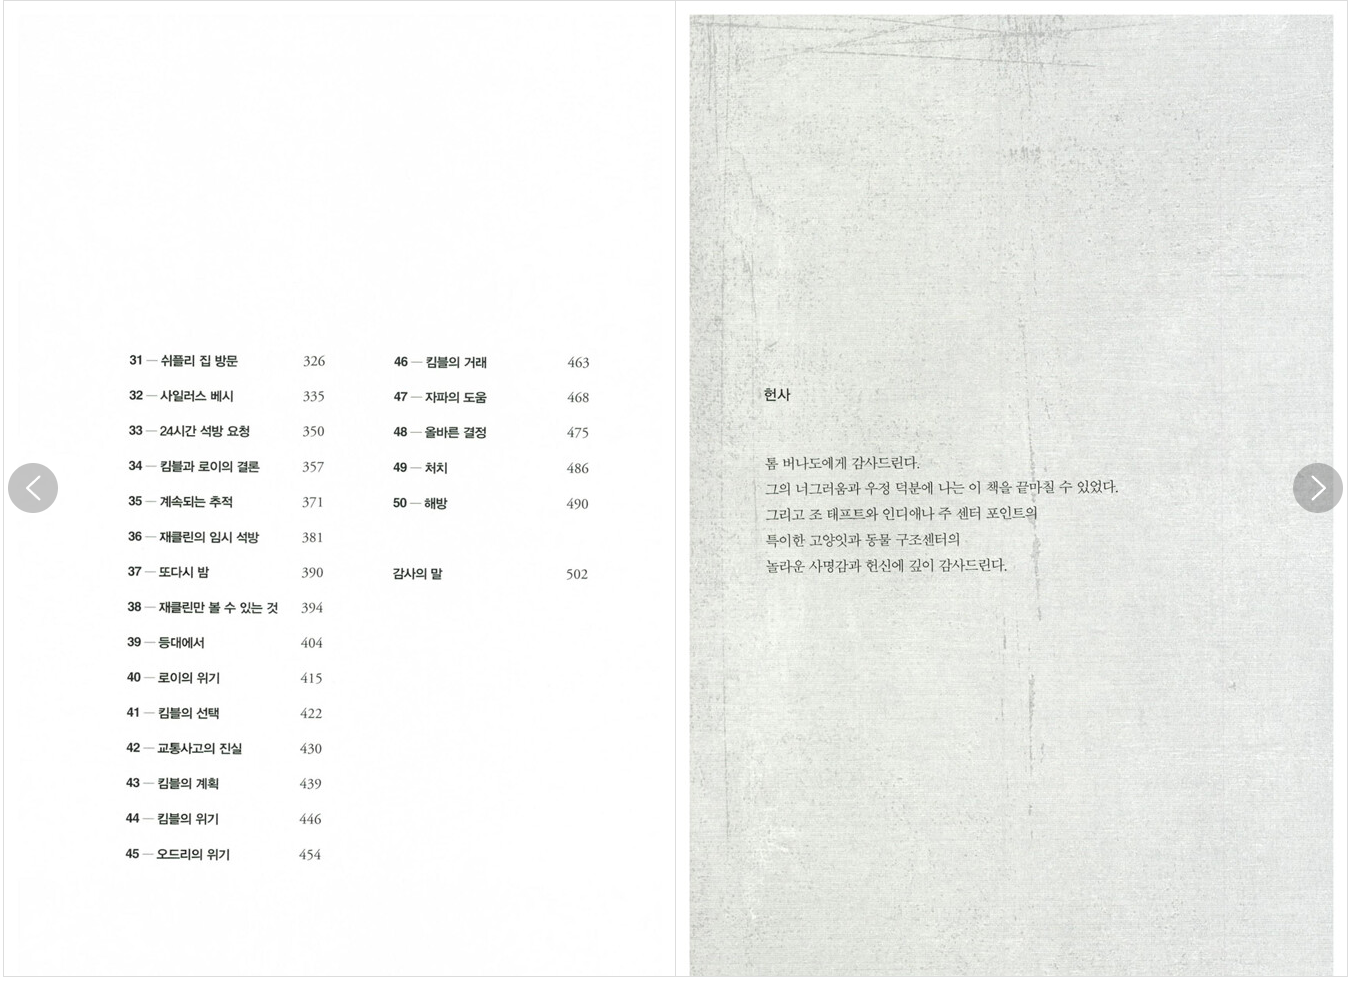 31 — 쉬플리 집 방문 326
32 — 사일러스 베시 335
33 — 24시간 석방 요청 350
34 — 킴블과 로이의 결론 357
35 — 계속되는 추적 371
36 — 재클린의 임시 석방 381
37 — 또다시 밤 390
38 — 재클린만 볼 수 있는 것 394
39 — 등대에서 404
40 — 로이의 위기 415
41 — 킴블의 선택 422
42 — 교통사고의 진실 430
43 — 킴블의 계획 439
44 — 킴블의 위기 446
45 — 오드리의 위기 454
46 — 킴블의 거래 463
47 — 자파의 도움 468
48 — 올바른 결정 475
49 — 처치 486
50 — 해방 490
감사의 말 502
헌사
톰 버나도에게 감사드린다.
그의 너그러움과 우정 덕분에 나는 이 책을 끝마칠 수 있었다.
그리고 조 태프트와 인디애나 주 센터 포인트의
특이한 고양잇과 동물 구조센터의
놀라운 사명감과 헌신에 깊이 감사드린다.